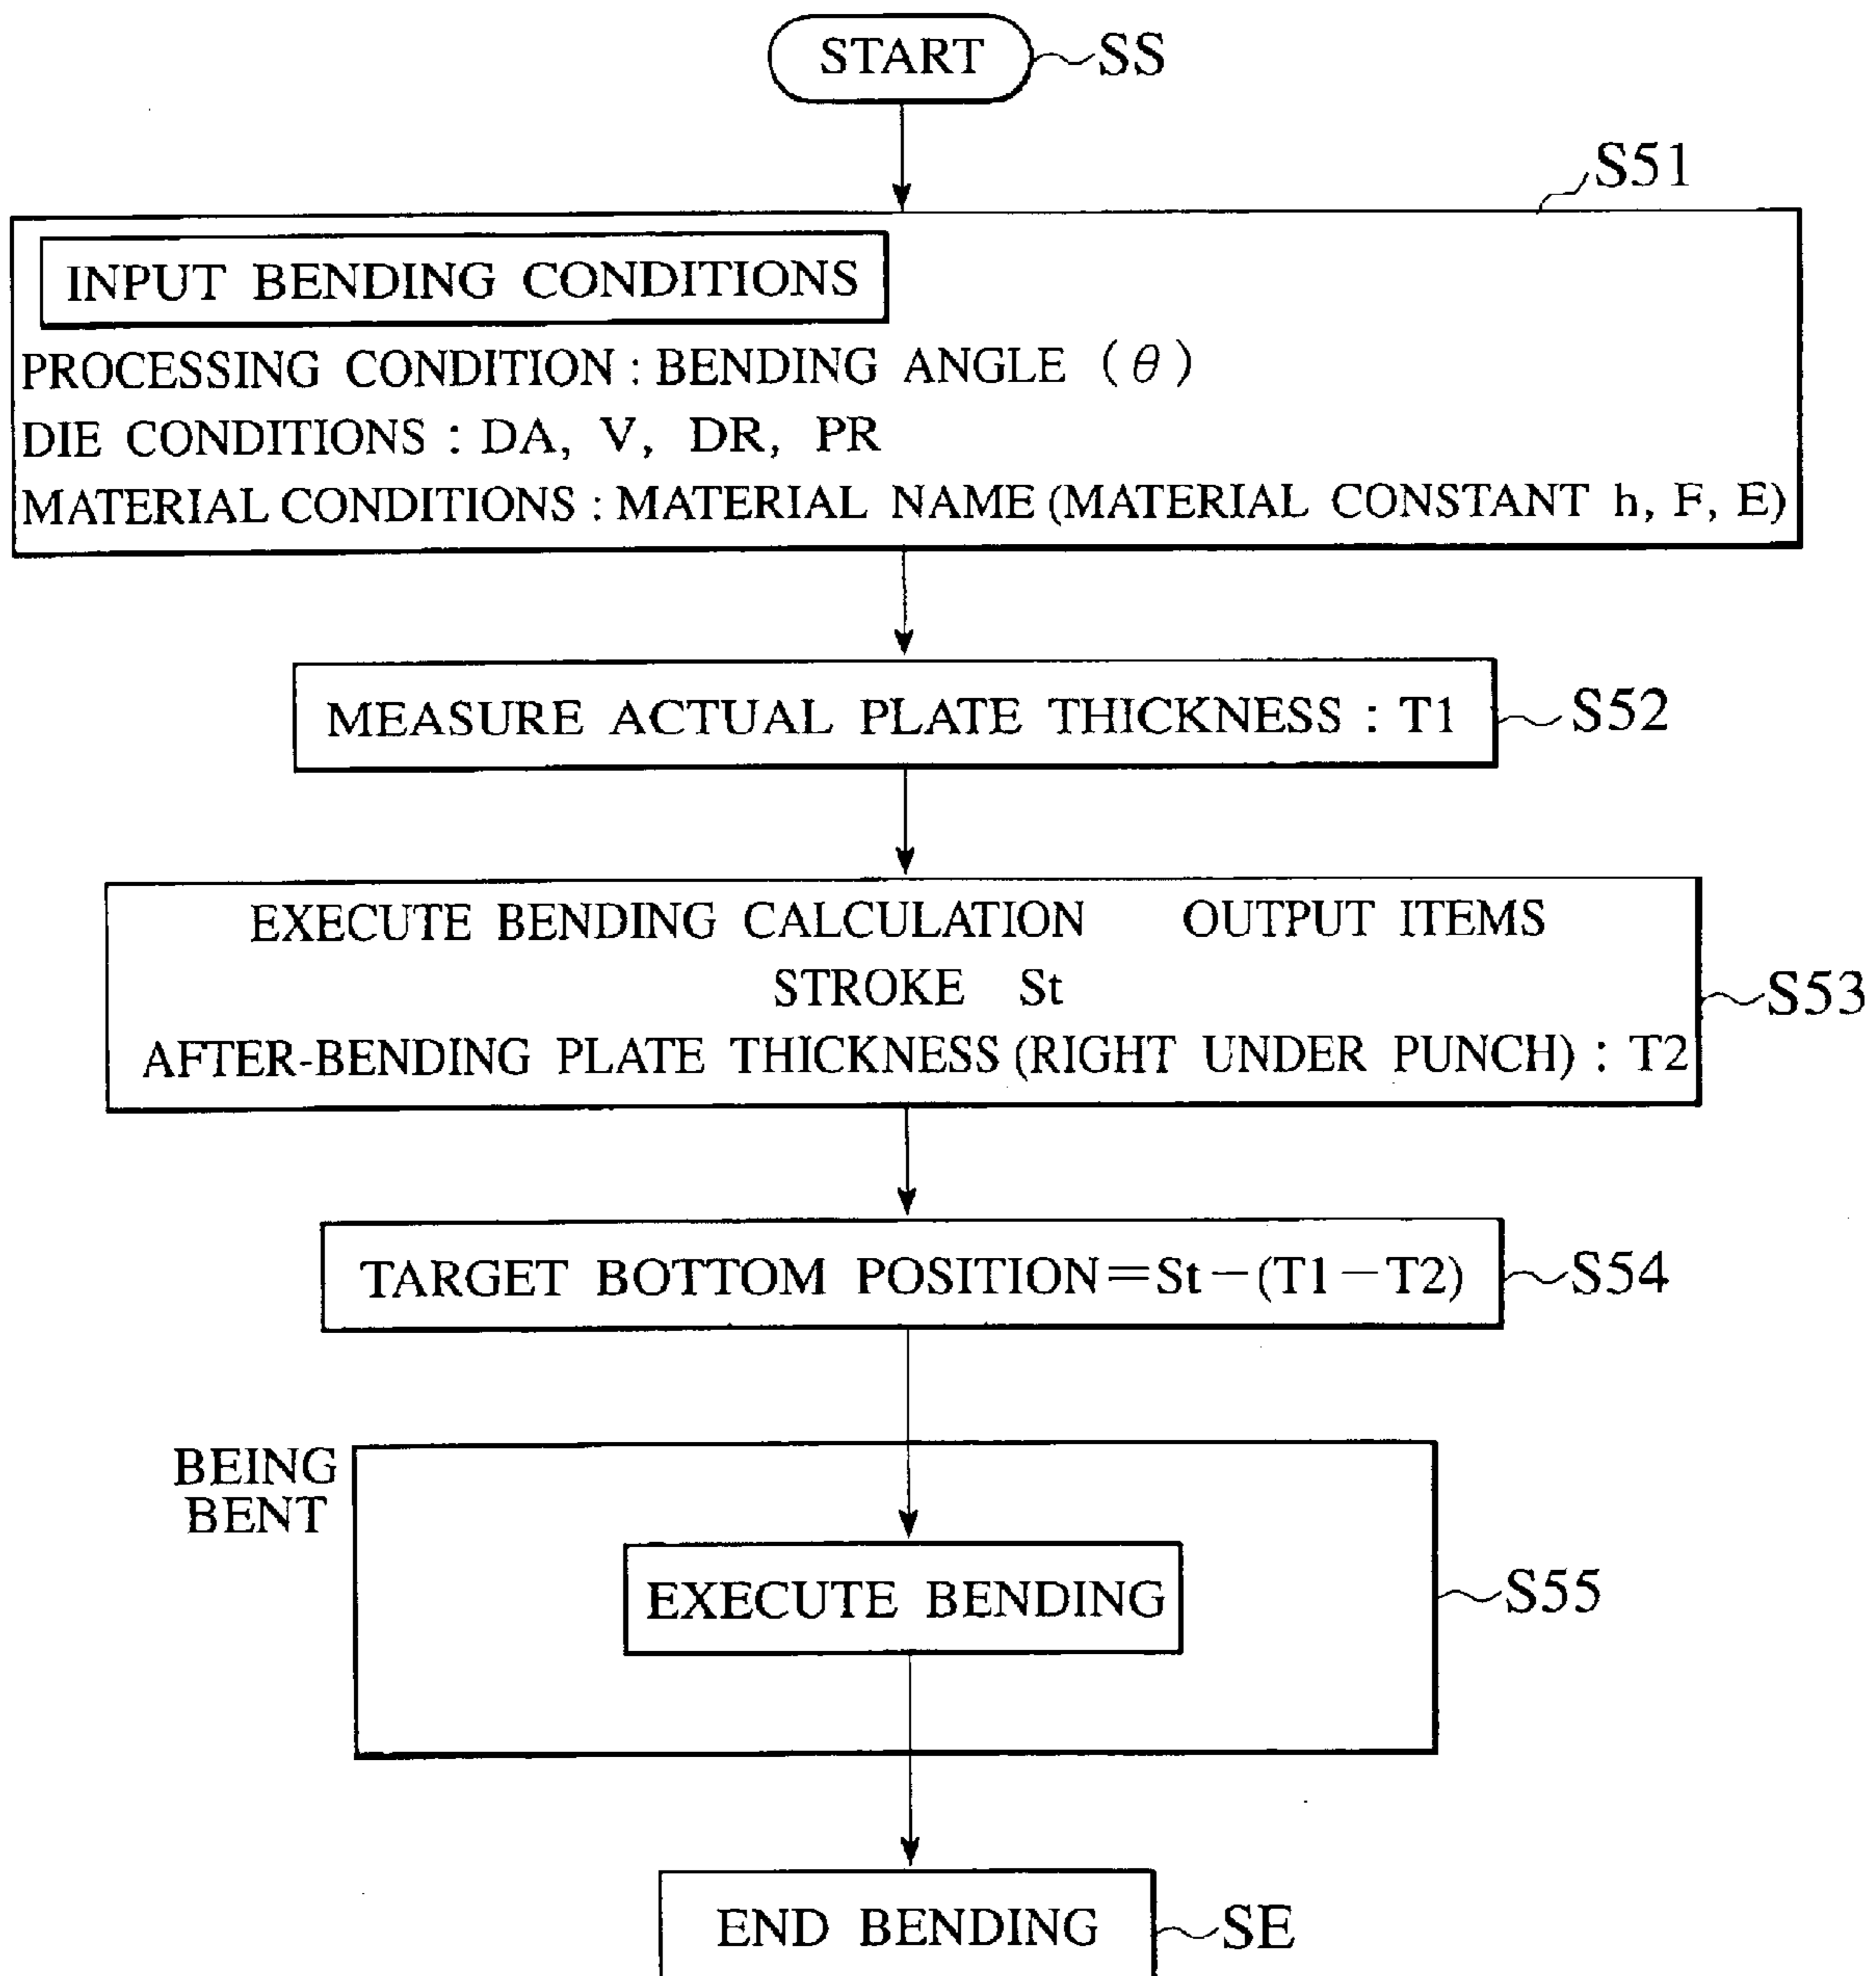 START SS
S51
INPUT BENDING CONDITIONS
PROCESSING CONDITION : BENDING ANGLE (θ)
DIE CONDITIONS : DA, V, DR, PR
MATERIAL CONDITIONS : MATERIAL NAME (MATERIAL CONSTANT h, F, E)
MEASURE ACTUAL PLATE THICKNESS : T1 S52
EXECUTE BENDING CALCULATION OUTPUT ITEMS
STROKE St
S53
AFTER-BENDING PLATE THICKNESS (RIGHT UNDER PUNCH) : T2
TARGET BOTTOM POSITION=St−(T1−T2) S54
BEING
BENT
EXECUTE BENDING S55
END BENDING SE